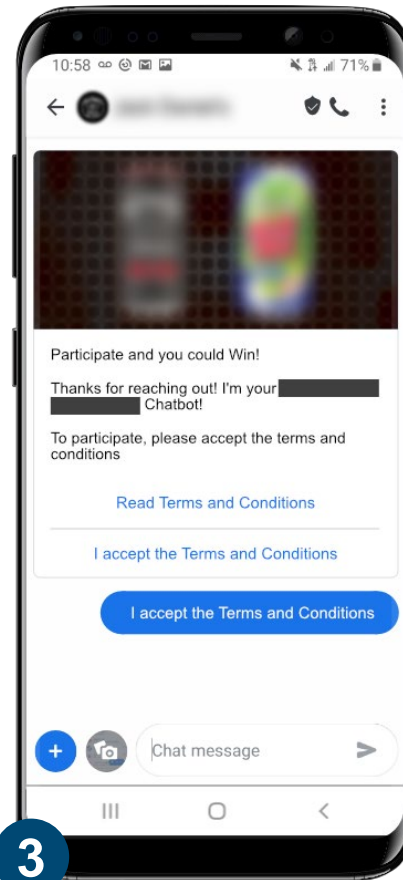 10:58 71%
Participate and you could Win!
Thanks for reaching out! I'm your
Chatbot!
To participate, please accept the terms and
conditions
Read Terms and Conditions
I accept the Terms and Conditions
I accept the Terms and Conditions
Chat message
3